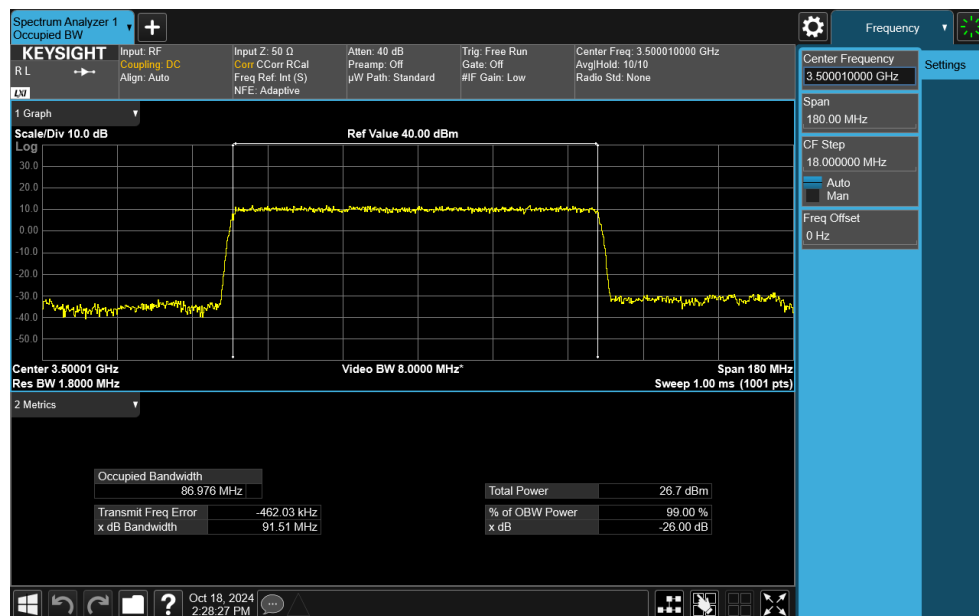 Spectrum Analyzer 1
Occupied BW
Frequency
KEYSIGHT
R L
LXI
Input: RF
Coupling: DC
Align: Auto
Input Z: 50 Ω
Corr CCorr RCal
Freq Ref: Int (S)
NFE: Adaptive
Atten: 40 dB
Preamp: Off
µW Path: Standard
Trig: Free Run
Gate: Off
#IF Gain: Low
Center Freq: 3.500010000 GHz
Avg|Hold: 10/10
Radio Std: None
Center Frequency
3.500010000 GHz
Settings
Span
180.00 MHz
CF Step
18.000000 MHz
Auto
Man
Freq Offset
0 Hz
1 Graph
Scale/Div 10.0 dB
Ref Value 40.00 dBm
Log
30.0
20.0
10.0
0.00
-10.0
-20.0
-30.0
-40.0
-50.0
Center 3.50001 GHz
Video BW 8.0000 MHz*
Span 180 MHz
Res BW 1.8000 MHz
Sweep 1.00 ms (1001 pts)
2 Metrics
Occupied Bandwidth
86.976 MHz
Total Power 26.7 dBm
Transmit Freq Error -462.03 kHz
% of OBW Power 99.00 %
x dB Bandwidth 91.51 MHz
x dB -26.00 dB
Oct 18, 2024
2:28:27 PM